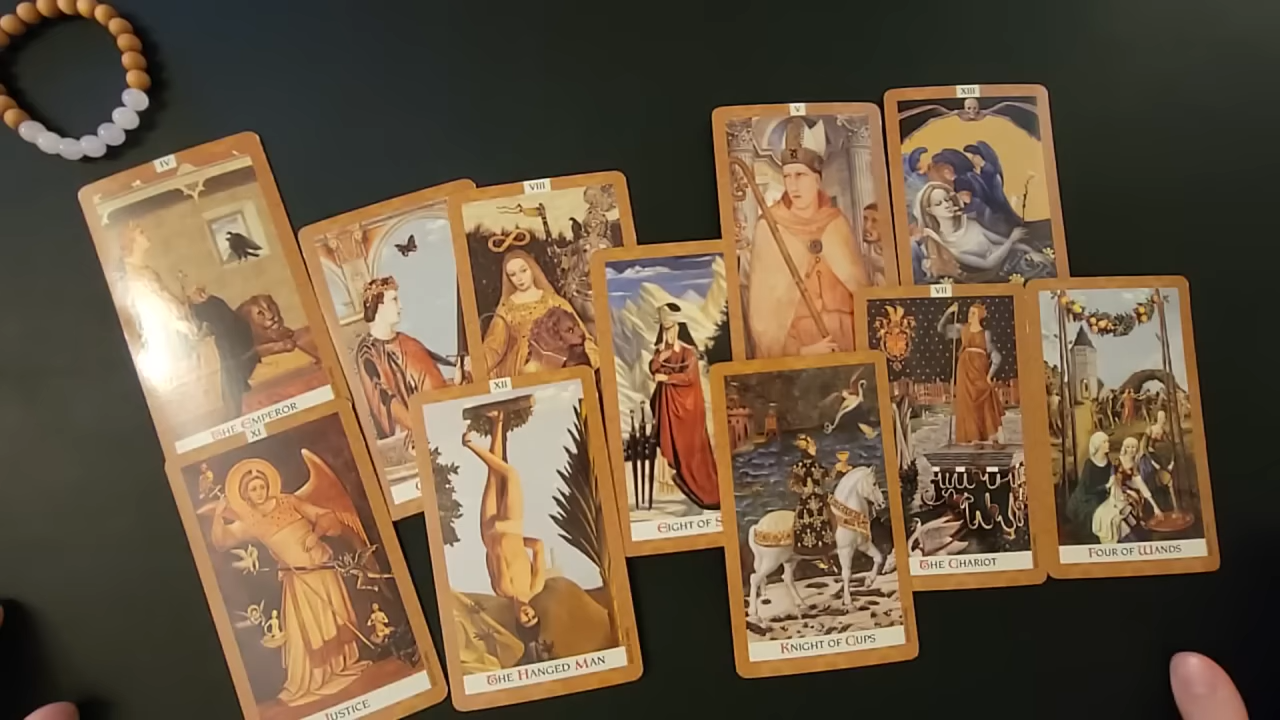 IV
THE EMPEROR
XI
JUSTICE
VIII
XII
THE HANGED MAN
EIGHT OF S
V
KNIGHT OF CUPS
XIII
VII
THE CHARIOT
FOUR OF WANDS